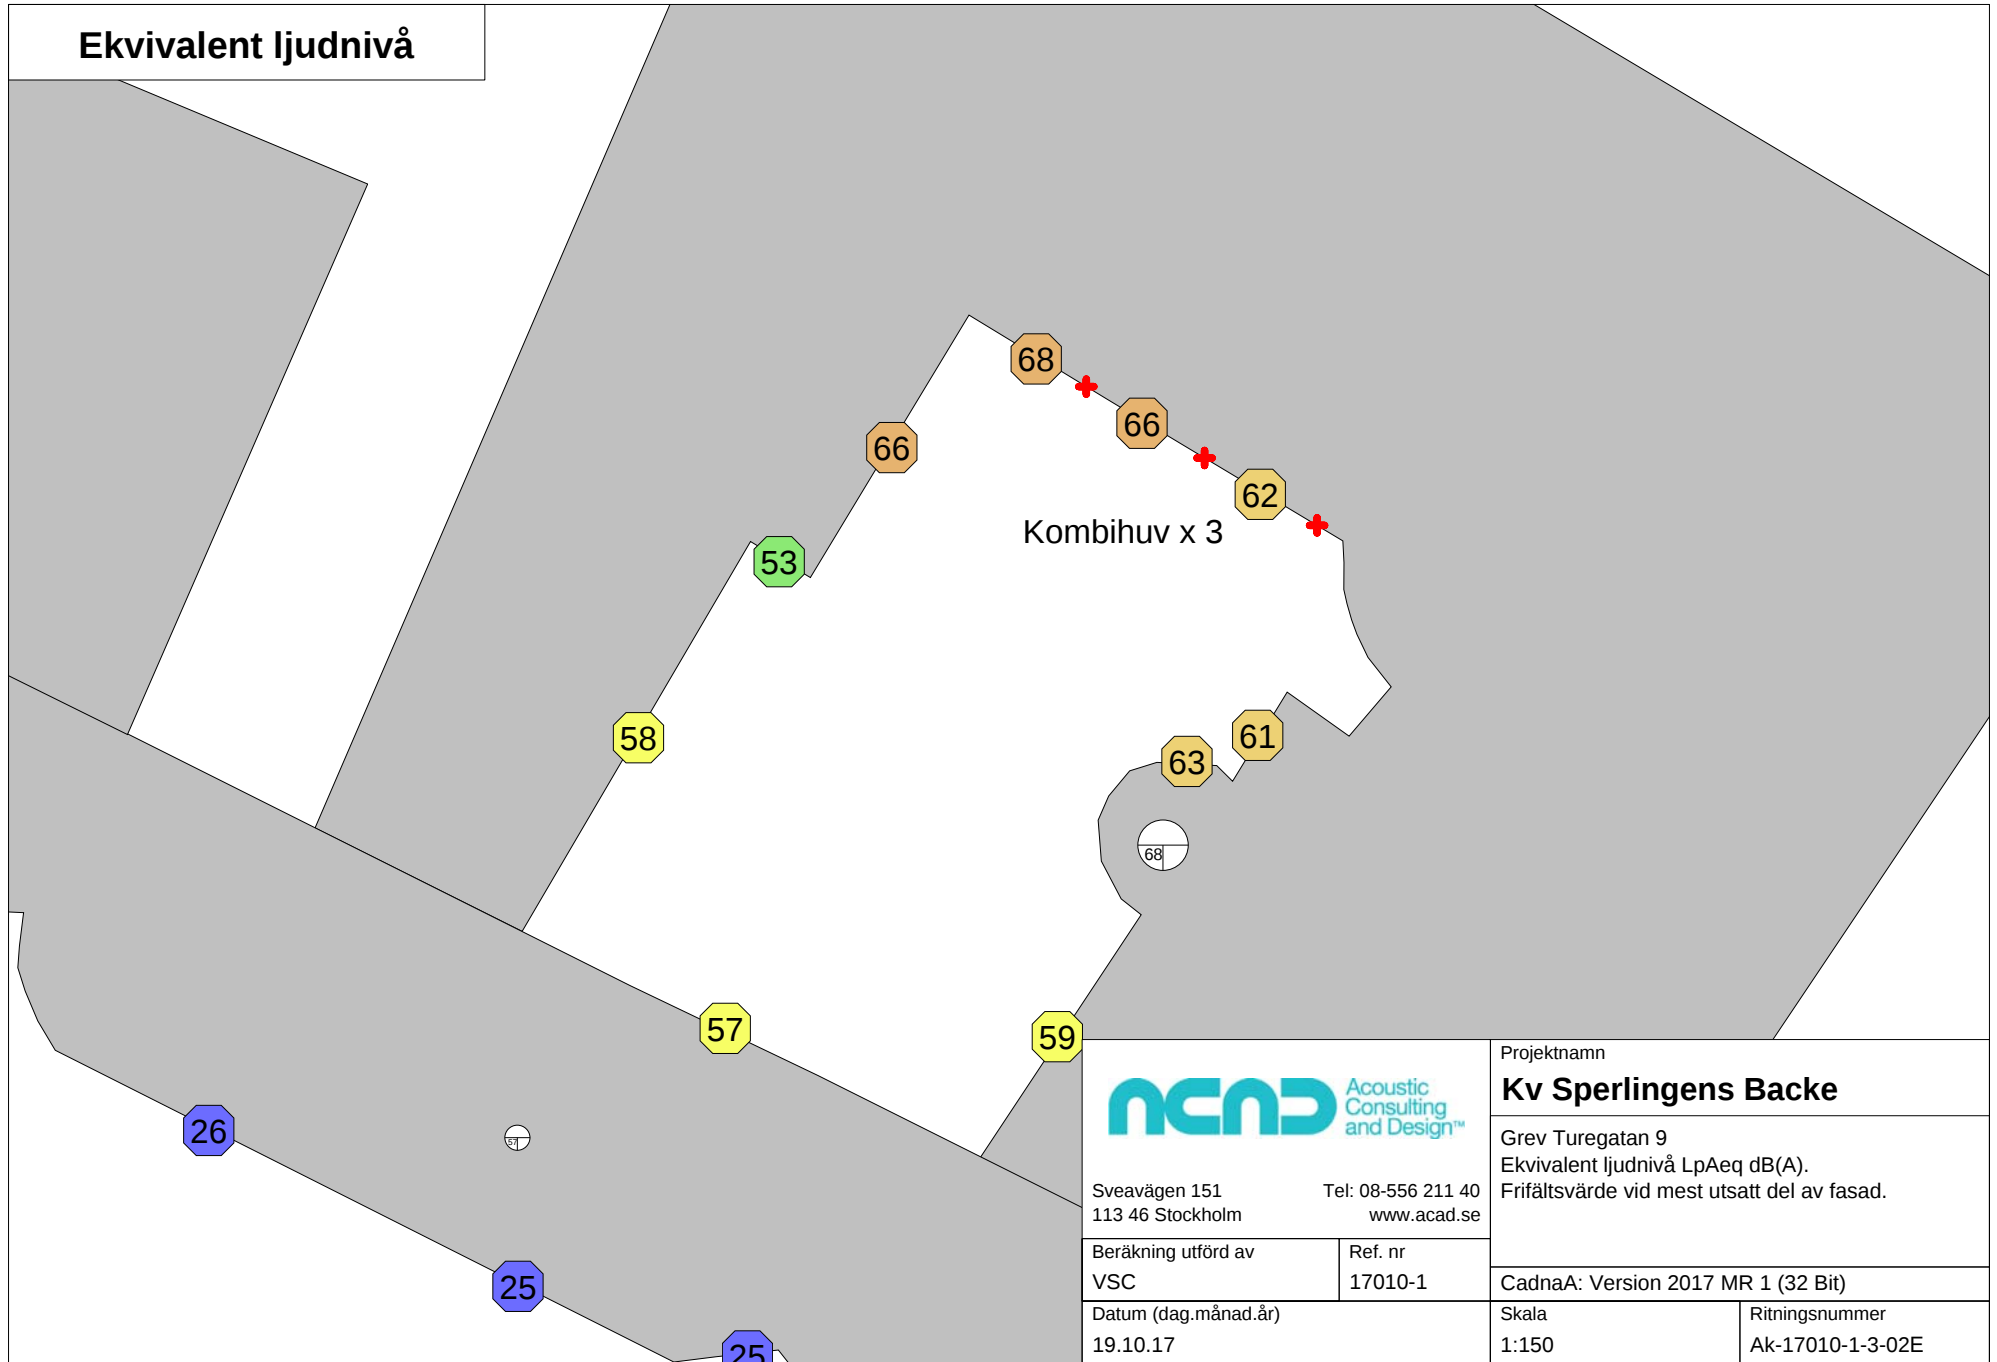 Ekvivalent ljudnivå
68
66
66
62
Kombihuv x 3
53
58
61
63
68
57
59
26
57
25
25
ACAD
Acoustic
Consulting
and Design™
Sveavägen 151
Tel: 08-556 211 40
113 46 Stockholm
www.acad.se
Beräkning utförd av
VSC
Ref. nr
17010-1
Datum (dag.månad.år)
19.10.17
Projektnamn
Kv Sperlingens Backe
Grev Turegatan 9
Ekvivalent ljudnivå LpAeq dB(A).
Frifältsvärde vid mest utsatt del av fasad.
CadnaA: Version 2017 MR 1 (32 Bit)
Skala
1:150
Ritningsnummer
Ak-17010-1-3-02E